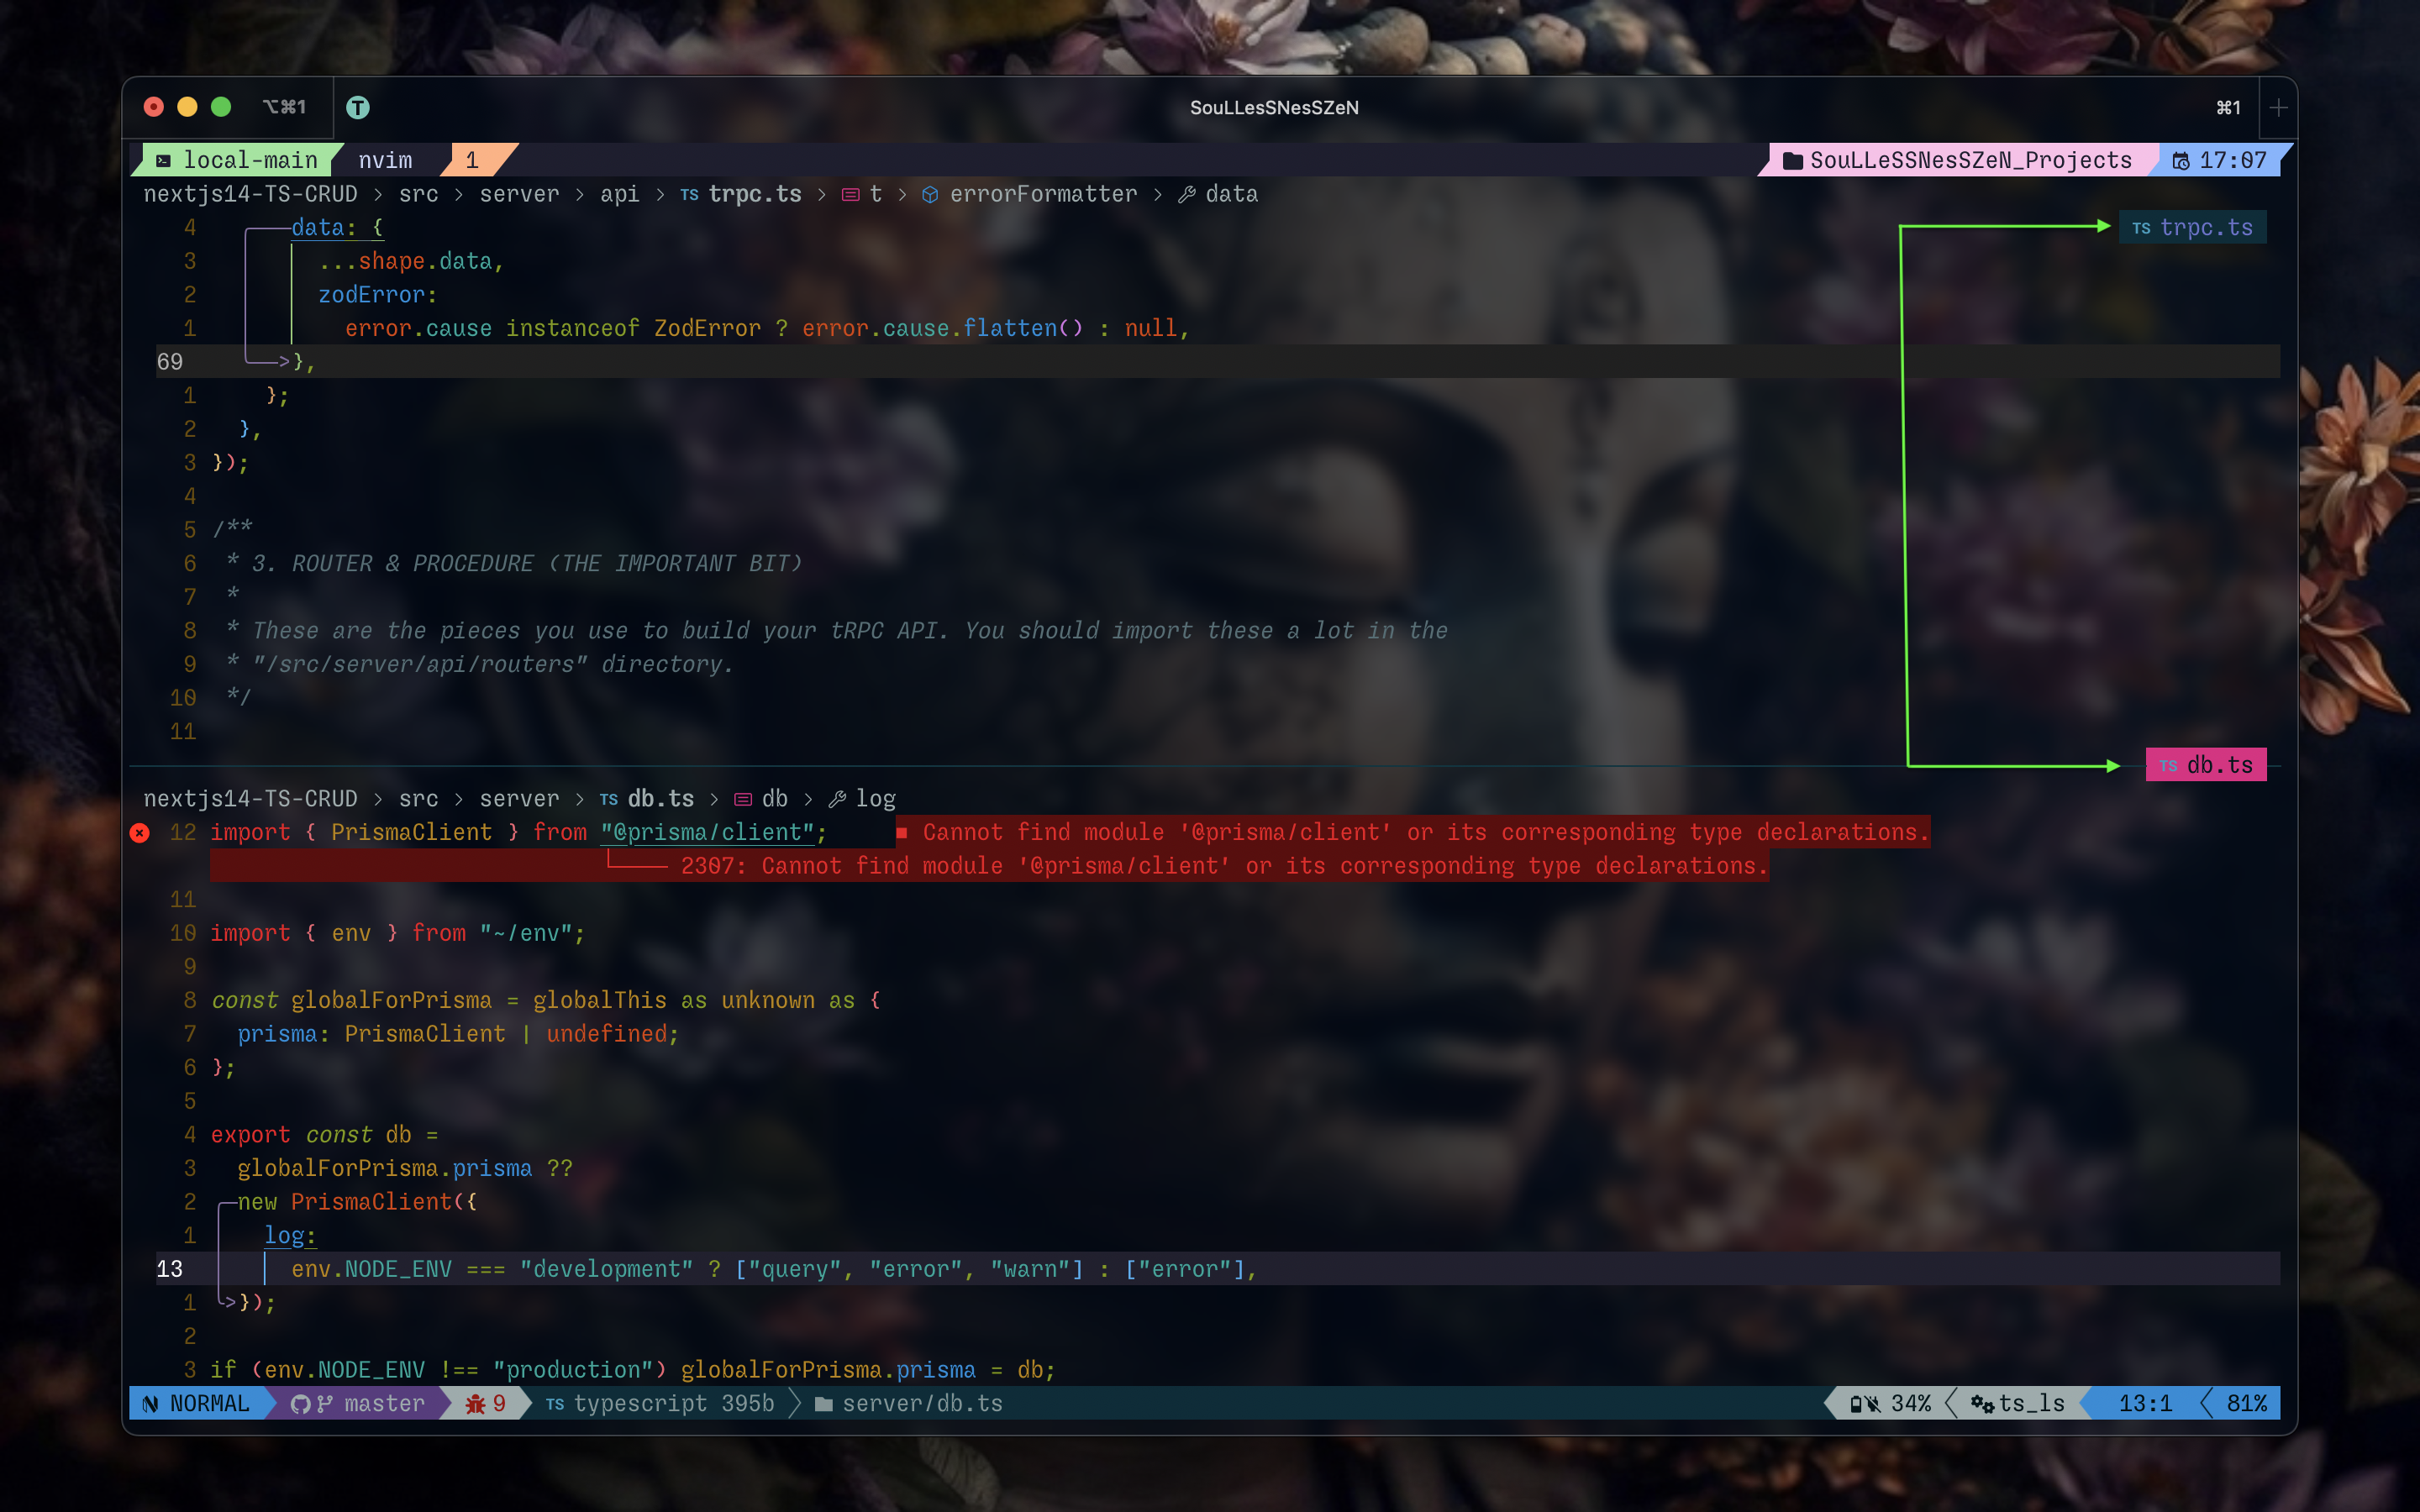 ⌥⌘1 T SouLLesSNesSZeN ⌘1 +
local-main nvim 1 SouLLeSSNesSZeN_Projects 17:07
nextjs14-TS-CRUD > src > server > api > TS trpc.ts > t > errorFormatter > data
4 data: { TS trpc.ts
3 ...shape.data,
2 zodError:
1 error.cause instanceof ZodError ? error.cause.flatten() : null,
69 >},
1 };
2 },
3 });
4
5 /**
6 * 3. ROUTER & PROCEDURE (THE IMPORTANT BIT)
7 *
8 * These are the pieces you use to build your tRPC API. You should import these a lot in the
9 * "/src/server/api/routers" directory.
10 */
11
TS db.ts
nextjs14-TS-CRUD > src > server > TS db.ts > db > log
12 import { PrismaClient } from "@prisma/client"; ■ Cannot find module '@prisma/client' or its corresponding type declarations.
2307: Cannot find module '@prisma/client' or its corresponding type declarations.
11
10 import { env } from "~/env";
9
8 const globalForPrisma = globalThis as unknown as {
7 prisma: PrismaClient | undefined;
6 };
5
4 export const db =
3 globalForPrisma.prisma ??
2 new PrismaClient({
1 log:
13 env.NODE_ENV === "development" ? ["query", "error", "warn"] : ["error"],
1 >});
2
3 if (env.NODE_ENV !== "production") globalForPrisma.prisma = db;
NORMAL master 9 TS typescript 395b server/db.ts 34% ts_ls 13:1 81%